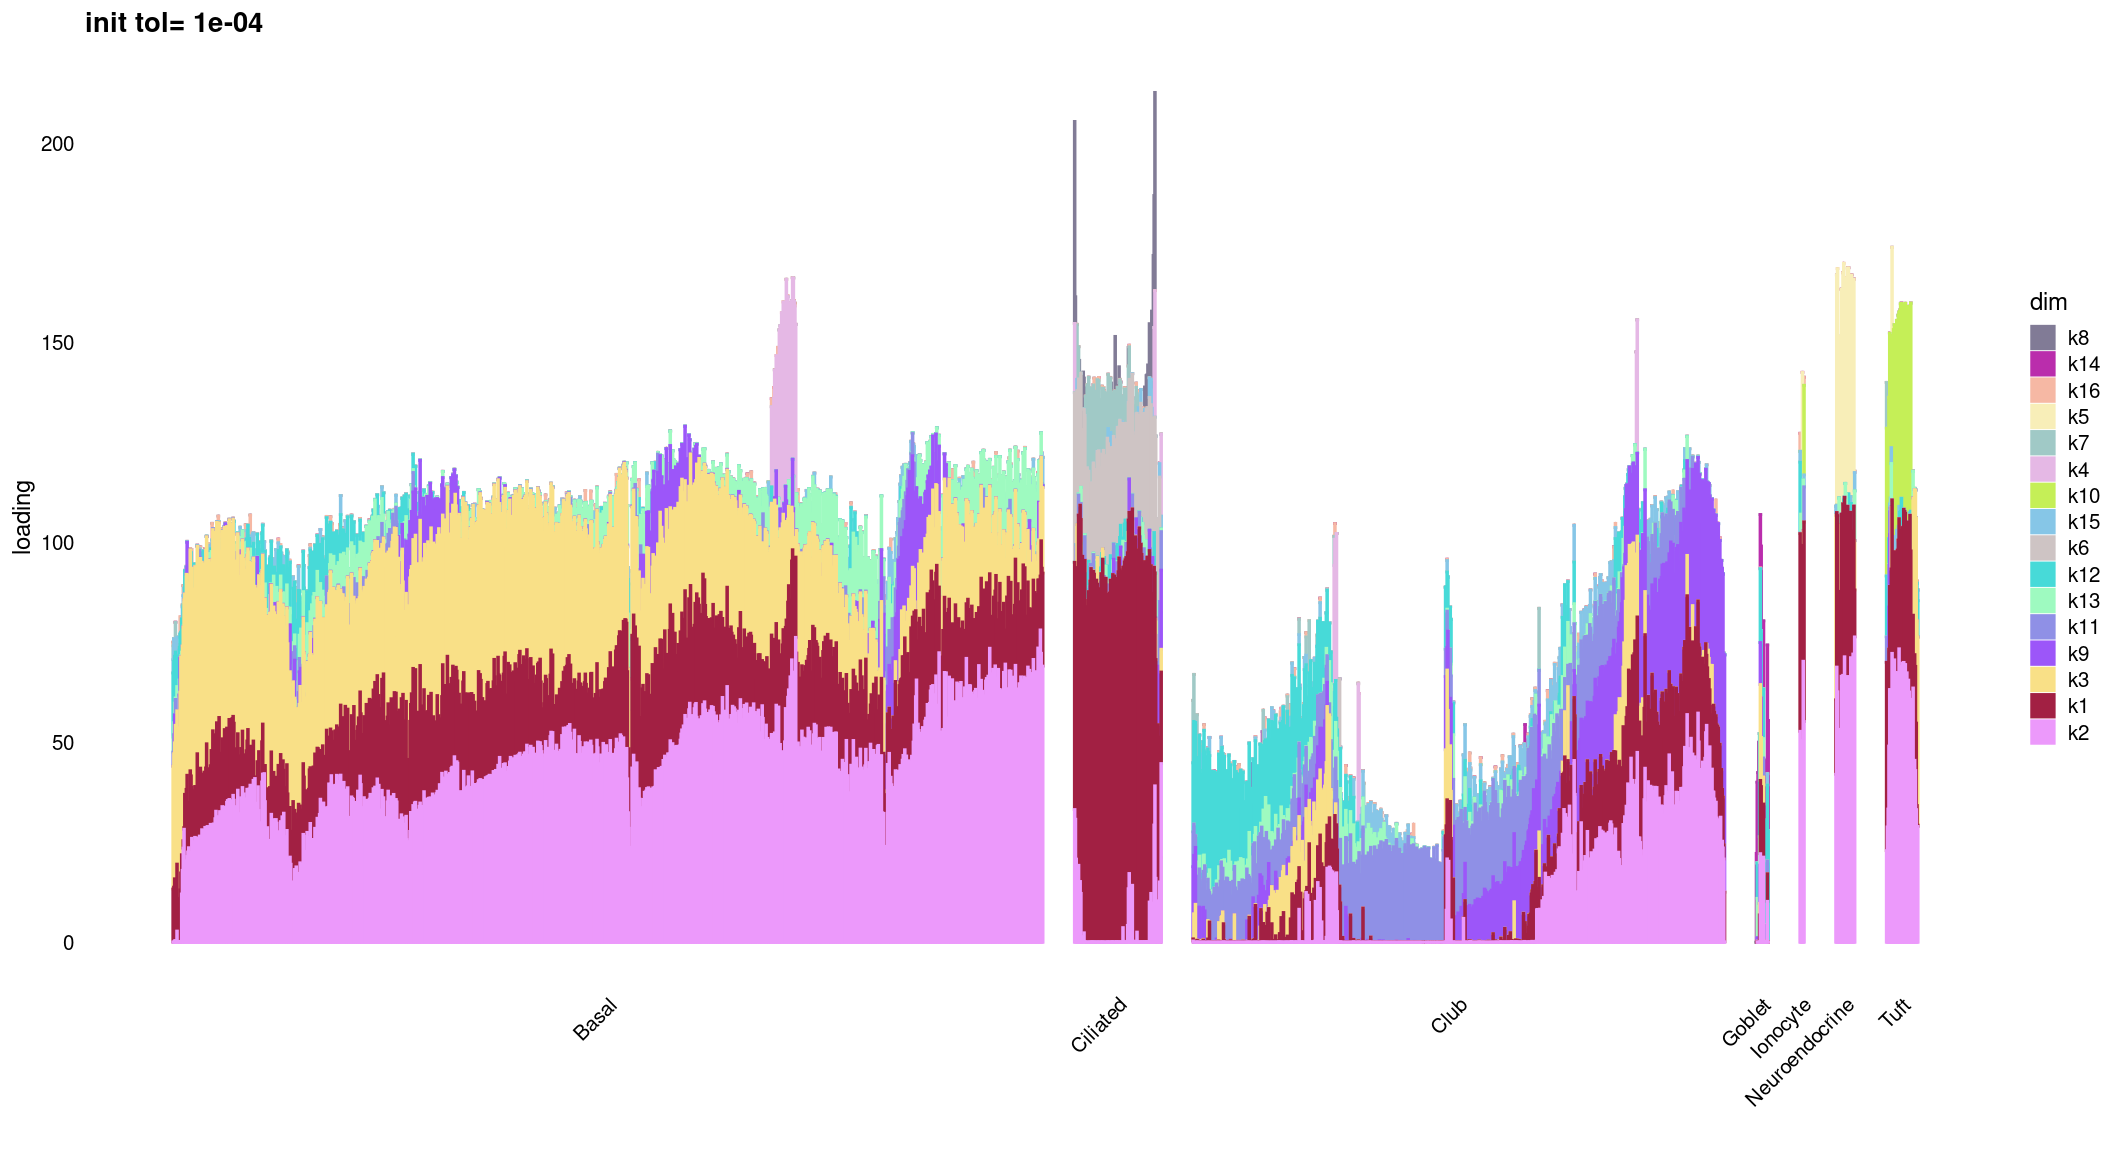 init tol= 1e-04
loading
200
150
100
50
0
Basal
Ciliated
Club
Goblet
Ionocyte
Neuroendocrine
Tuft
dim
k8
k14
k16
k5
k7
k4
k10
k15
k6
k12
k13
k11
k9
k3
k1
k2